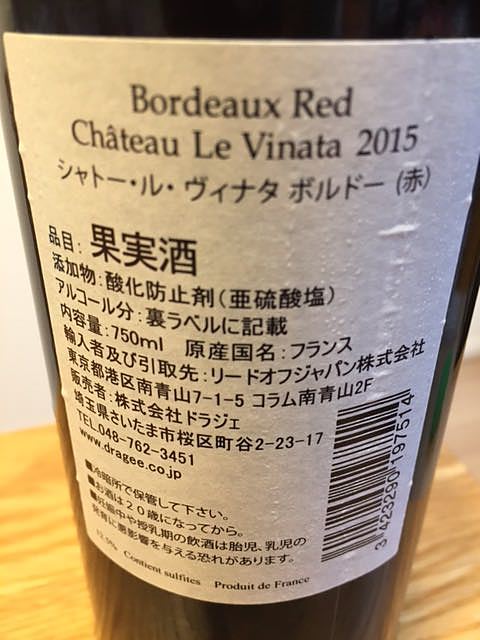 Bordeaux Red
Château Le Vinata 2015
シャトー・ル・ヴィナタ ボルドー (赤)
品目: 果実酒
添加物:酸化防止剤(亜硫酸塩)
アルコール分:裏ラベルに記載
内容量:750ml 原産国名:フランス
輸入者及び引取先:リードオフジャパン株式会社
東京都港区南青山7-1-5 コラム南青山2F
販売者:株式会社ドラジェ
埼玉県さいたま市桜区町谷2-23-17
TEL.048-762-3451
www.dragee.co.jp
■冷暗所で保管して下さい。
■お酒は20歳になってから。
■妊娠中や授乳期の飲酒は胎児、乳児の
発育に悪影響を与える恐れがあります。
12.5% Contient sulfites Produit de France
3 423290 197514